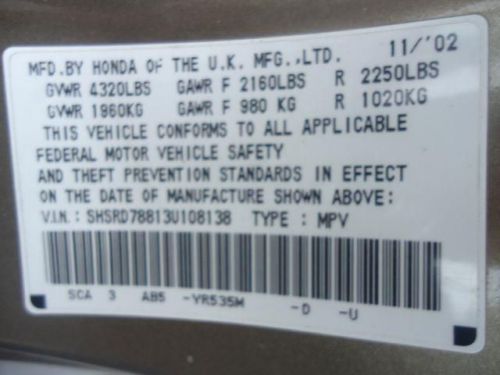 MFD.BY HONDA OF THE U.K. MFG.,LTD. 11/'02
GVWR 4320LBS GAWR F 2160LBS R 2250LBS
GVWR 1960KG GAWR F 980 KG R 1020KG
THIS VEHICLE CONFORMS TO ALL APPLICABLE
FEDERAL MOTOR VEHICLE SAFETY
AND THEFT PREVENTION STANDARDS IN EFFECT
ON THE DATE OF MANUFACTURE SHOWN ABOVE:
V.I.N.: SHSRD78813U108138 TYPE : MPV
SCA 3 AB5 -YR535M -D -U